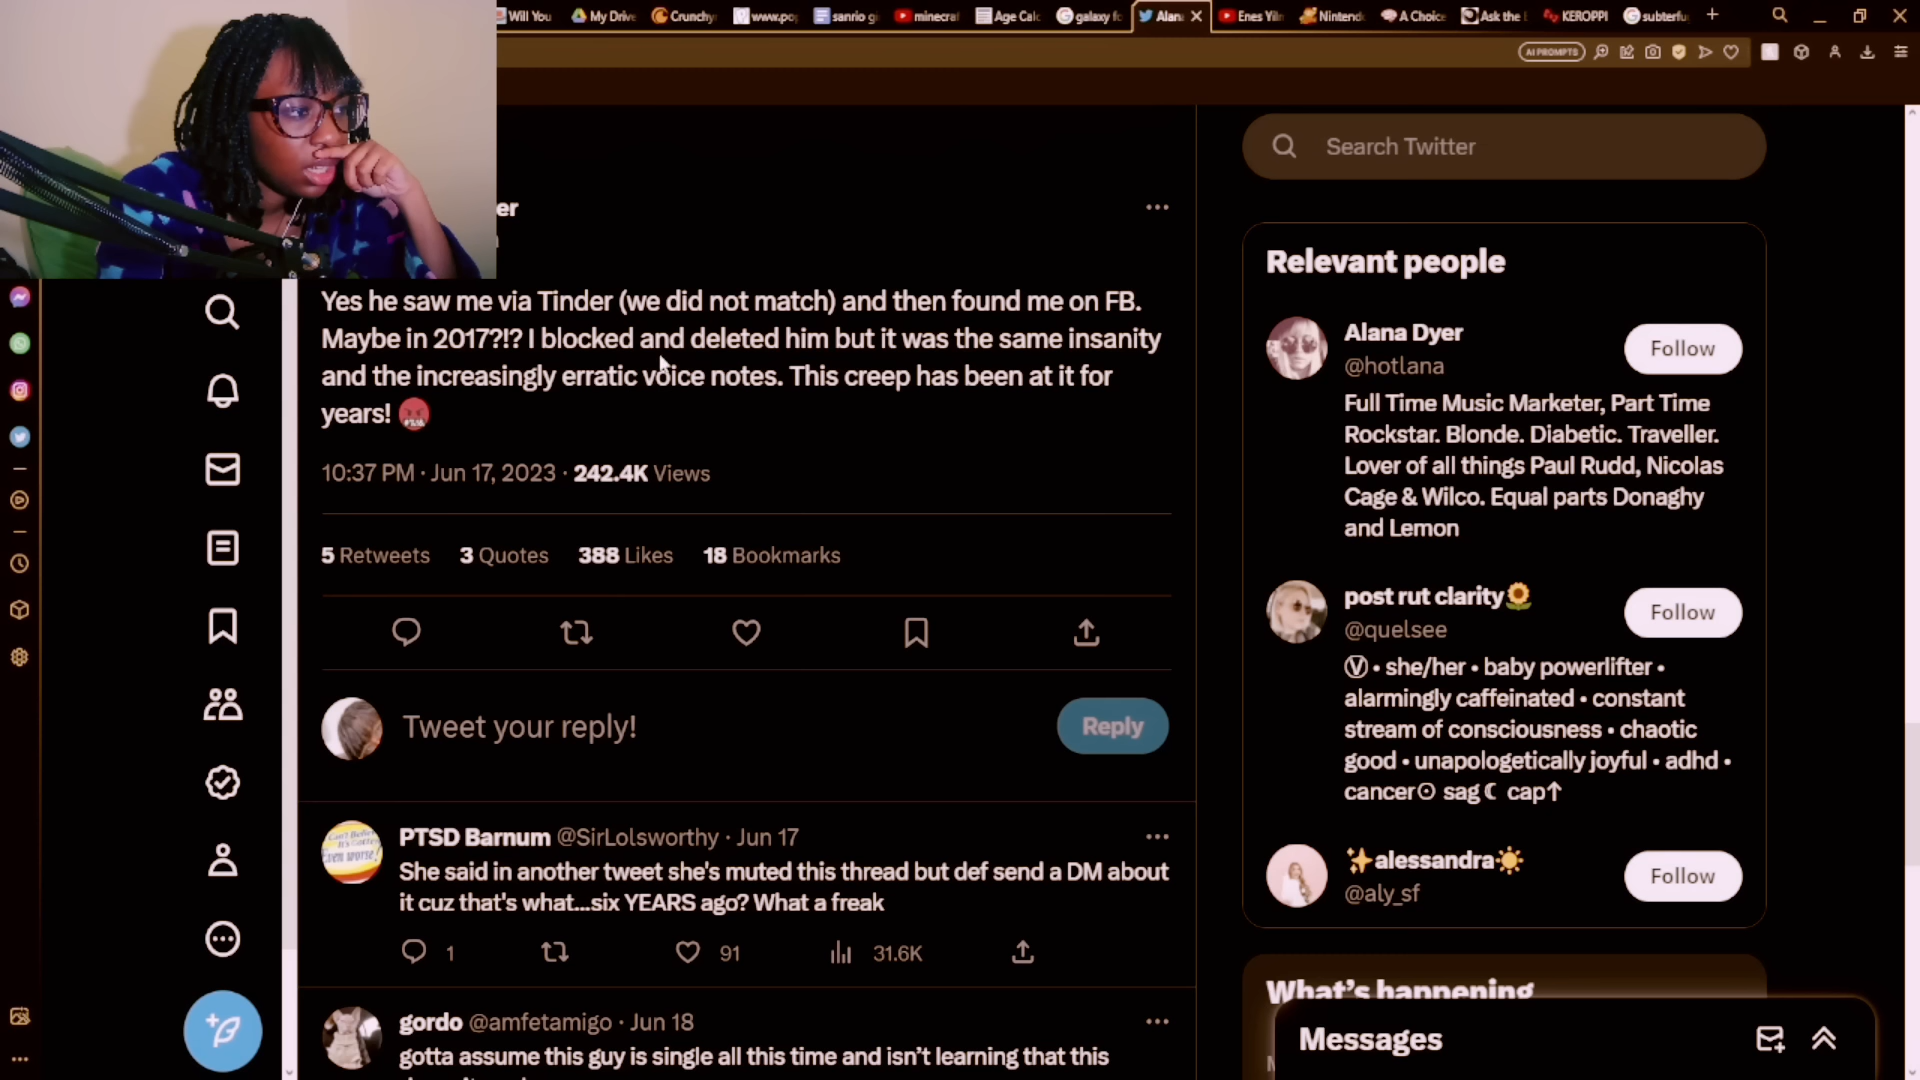 Will You
My Drive
Crunchy
www.po
sanrio gi
minecraf
Age Calc
galaxy fo
Alana
Enes Yiln
Nintend
A Choice
Ask the
KEROPPI
subterfu
AI PROMPTS
er
Yes he saw me via Tinder (we did not match) and then found me on FB.
Maybe in 2017?!? I blocked and deleted him but it was the same insanity
and the increasingly erratic voice notes. This creep has been at it for
years! 🤬
10:37 PM · Jun 17, 2023 · 242.4K Views
5 Retweets 3 Quotes 388 Likes 18 Bookmarks
Tweet your reply!
Reply
PTSD Barnum @SirLolsworthy · Jun 17
She said in another tweet she's muted this thread but def send a DM about
it cuz that's what...six YEARS ago? What a freak
1 91 31.6K
gordo @amfetamigo · Jun 18
gotta assume this guy is single all this time and isn't learning that this
Search Twitter
Relevant people
Alana Dyer
@hotlana
Follow
Full Time Music Marketer, Part Time
Rockstar. Blonde. Diabetic. Traveller.
Lover of all things Paul Rudd, Nicolas
Cage & Wilco. Equal parts Donaghy
and Lemon
post rut clarity🌻
@quelsee
Follow
Ⓥ • she/her • baby powerlifter •
alarmingly caffeinated • constant
stream of consciousness • chaotic
good • unapologetically joyful • adhd •
cancer☉ sag☾ cap↑
✨alessandra☀️
@aly_sf
Follow
What's happening
Messages